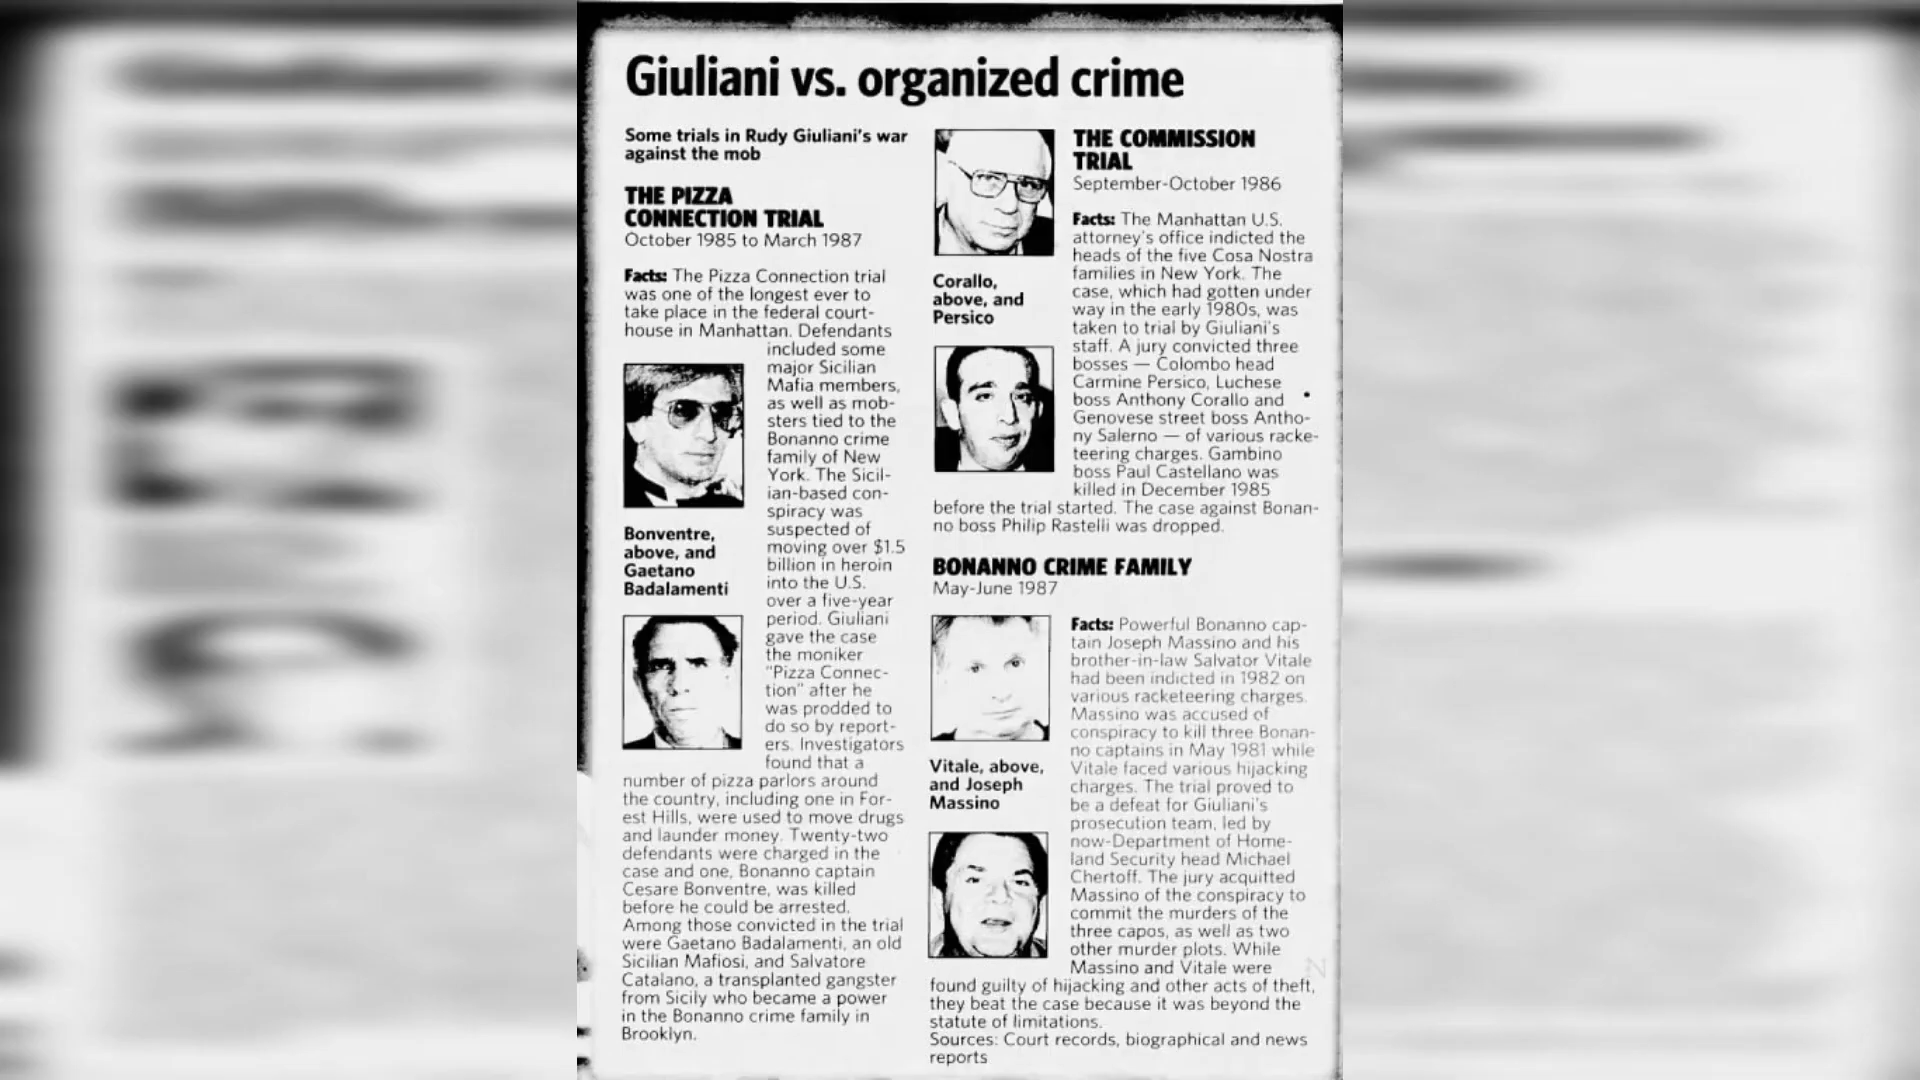 Giuliani vs. organized crime
Some trials in Rudy Giuliani's war
against the mob
THE PIZZA
CONNECTION TRIAL
October 1985 to March 1987
Facts: The Pizza Connection trial
was one of the longest ever to
take place in the federal court-
house in Manhattan. Defendants
included some
major Sicilian
Mafia members,
as well as mob-
sters tied to the
Bonanno crime
family of New
York. The Sicil-
ian-based con-
spiracy was
suspected of
moving over $1.5
billion in heroin
into the U.S.
over a five-year
period. Giuliani
gave the case
the moniker
"Pizza Connec-
tion" after he
was prodded to
do so by report-
ers. Investigators
found that a
number of pizza parlors around
the country, including one in For-
est Hills, were used to move drugs
and launder money. Twenty-two
defendants were charged in the
case and one, Bonanno captain
Cesare Bonventre, was killed
before he could be arrested.
Among those convicted in the trial
were Gaetano Badalamenti, an old
Sicilian Mafiosi, and Salvatore
Catalano, a transplanted gangster
from Sicily who became a power
in the Bonanno crime family in
Brooklyn.
Bonventre,
above, and
Gaetano
Badalamenti
THE COMMISSION
TRIAL
September-October 1986
Facts: The Manhattan U.S.
attorney's office indicted the
heads of the five Cosa Nostra
families in New York. The
case, which had gotten under
way in the early 1980s, was
taken to trial by Giuliani's
staff. A jury convicted three
bosses — Colombo head
Carmine Persico, Luchese
boss Anthony Corallo and
Genovese street boss Antho-
ny Salerno — of various racke-
teering charges. Gambino
boss Paul Castellano was
killed in December 1985
before the trial started. The case against Bonan-
no boss Philip Rastelli was dropped.
Corallo,
above, and
Persico
BONANNO CRIME FAMILY
May-June 1987
Facts: Powerful Bonanno cap-
tain Joseph Massino and his
brother-in-law Salvator Vitale
had been indicted in 1982 on
various racketeering charges.
Massino was accused of
conspiracy to kill three Bonan-
no captains in May 1981 while
Vitale faced various hijacking
charges. The trial proved to
be a defeat for Giuliani's
prosecution team, led by
now-Department of Home-
land Security head Michael
Chertoff. The jury acquitted
Massino of the conspiracy to
commit the murders of the
three capos, as well as two
other murder plots. While
Massino and Vitale were
found guilty of hijacking and other acts of theft,
they beat the case because it was beyond the
statute of limitations.
Sources: Court records, biographical and news
reports
Vitale, above,
and Joseph
Massino